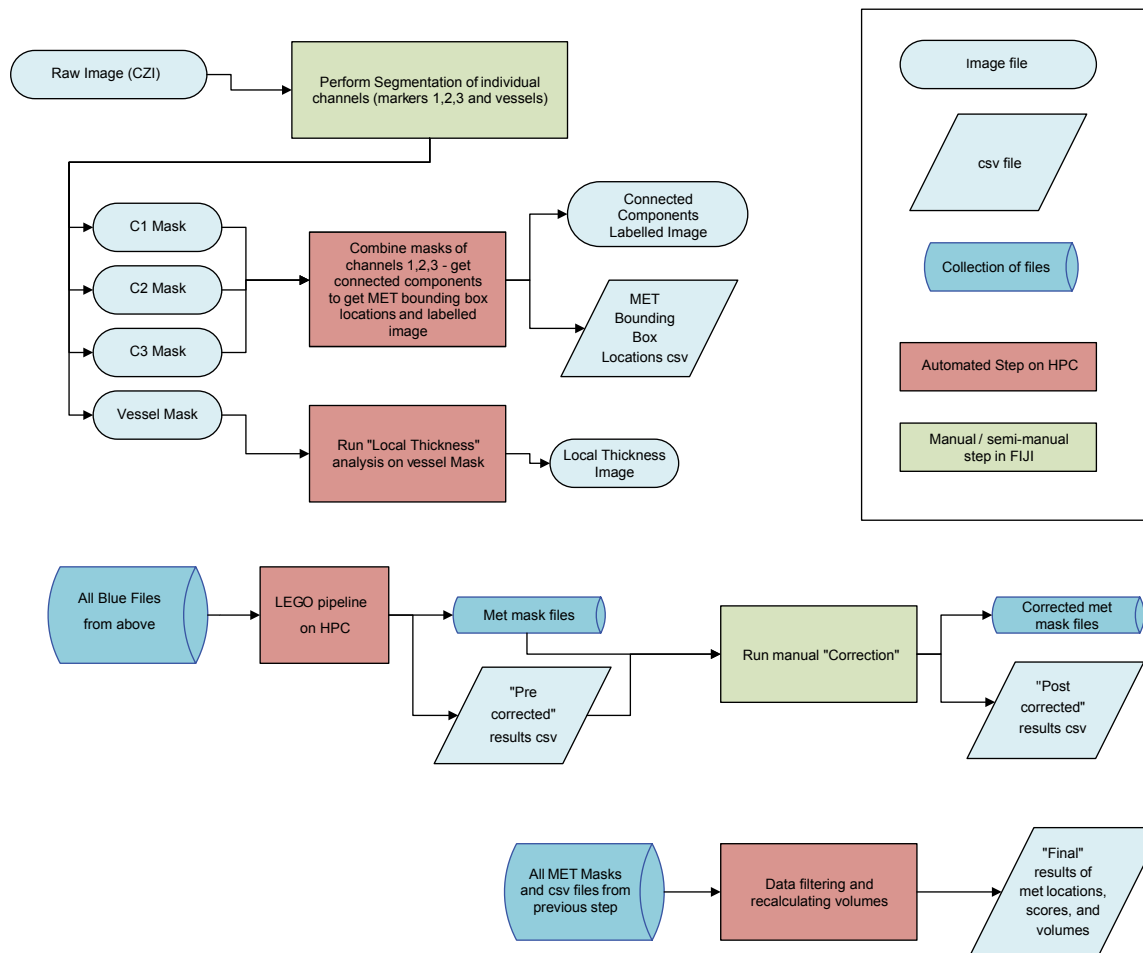 Raw Image (CZI)
Perform Segmentation of individual
channels (markers 1,2,3 and vessels)
C1 Mask
C2 Mask
C3 Mask
Vessel Mask
Combine masks of
channels 1,2,3 - get
connected components
to get MET bounding box
locations and labelled
image
Connected
Components
Labelled Image
MET
Bounding
Box
Locations csv
Run "Local Thickness"
analysis on vessel Mask
Local Thickness
Image
Image file
csv file
Collection of files
Automated Step on HPC
Manual / semi-manual
step in FIJI
All Blue Files
from above
LEGO pipeline
on HPC
Met mask files
"Pre
corrected"
results csv
Run manual "Correction"
Corrected met
mask files
"Post
corrected"
results csv
All MET Masks
and csv files from
previous step
Data filtering and
recalculating volumes
"Final"
results of
met locations,
scores, and
volumes